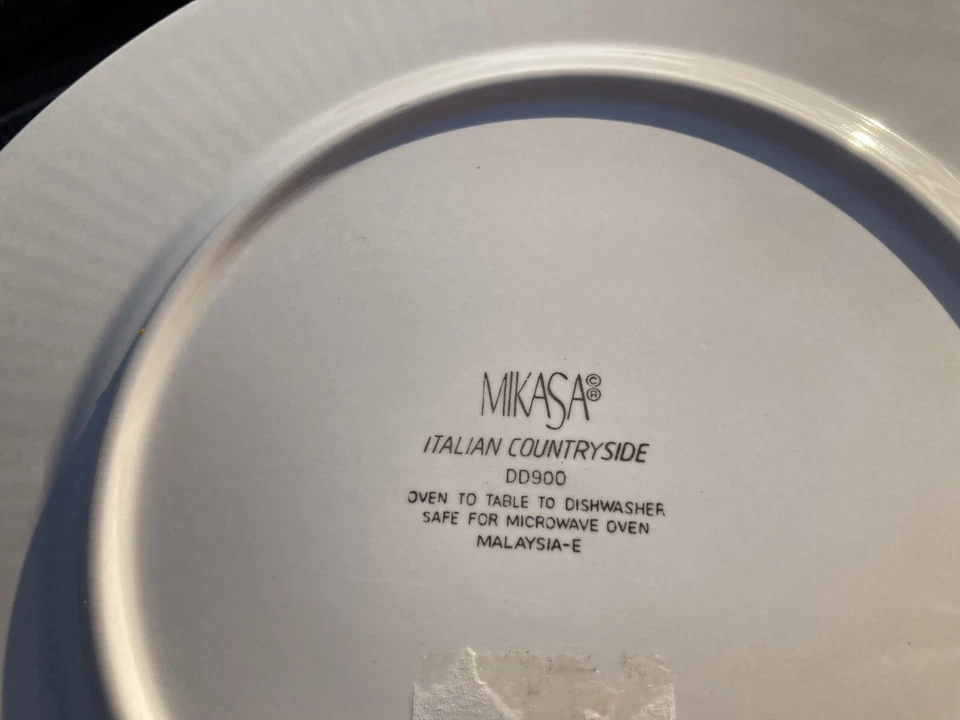 MIKASA©®
ITALIAN COUNTRYSIDE
DD900
OVEN TO TABLE TO DISHWASHER
SAFE FOR MICROWAVE OVEN
MALAYSIA-E